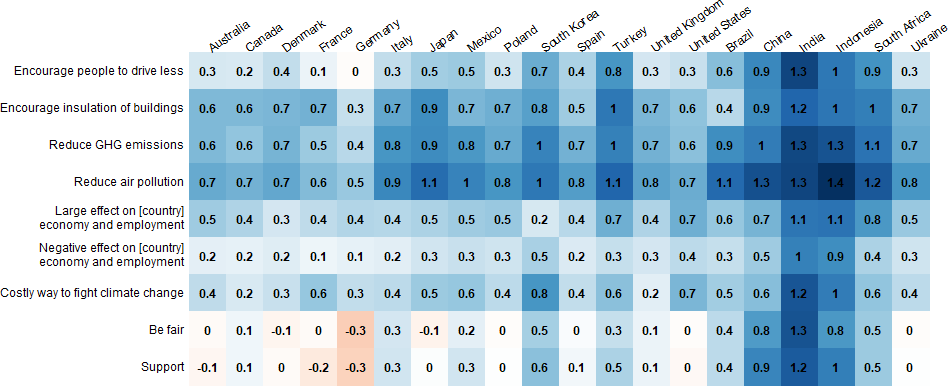 Australia Canada Denmark France Germany Italy Japan Mexico Poland South Korea Spain Turkey United Kingdom United States Brazil China India Indonesia South Africa Ukraine
Encourage people to drive less 0.3 0.2 0.4 0.1 0 0.3 0.5 0.5 0.3 0.7 0.4 0.8 0.3 0.3 0.6 0.9 1.3 1 0.9 0.3
Encourage insulation of buildings 0.6 0.6 0.7 0.7 0.3 0.7 0.9 0.7 0.7 0.8 0.5 1 0.7 0.6 0.4 0.9 1.2 1 1 0.7
Reduce GHG emissions 0.6 0.6 0.7 0.5 0.4 0.8 0.9 0.8 0.7 1 0.7 1 0.7 0.6 0.9 1 1.3 1.3 1.1 0.7
Reduce air pollution 0.7 0.7 0.7 0.6 0.5 0.9 1.1 1 0.8 1 0.8 1.1 0.8 0.7 1.1 1.3 1.3 1.4 1.2 0.8
Large effect on [country]
economy and employment 0.5 0.4 0.3 0.4 0.4 0.4 0.5 0.5 0.5 0.2 0.4 0.7 0.4 0.7 0.6 0.7 1.1 1.1 0.8 0.5
Negative effect on [country]
economy and employment 0.2 0.2 0.2 0.1 0.1 0.2 0.3 0.3 0.3 0.5 0.2 0.3 0.3 0.4 0.3 0.5 1 0.9 0.4 0.3
Costly way to fight climate change 0.4 0.2 0.3 0.6 0.3 0.4 0.5 0.6 0.4 0.8 0.4 0.6 0.2 0.7 0.5 0.6 1.2 1 0.6 0.4
Be fair 0 0.1 -0.1 0 -0.3 0.3 -0.1 0.2 0 0.5 0 0.3 0.1 0 0.4 0.8 1.3 0.8 0.5 0
Support -0.1 0.1 0 -0.2 -0.3 0.3 0 0.3 0 0.6 0.1 0.5 0.1 0 0.4 0.9 1.2 1 0.5 0